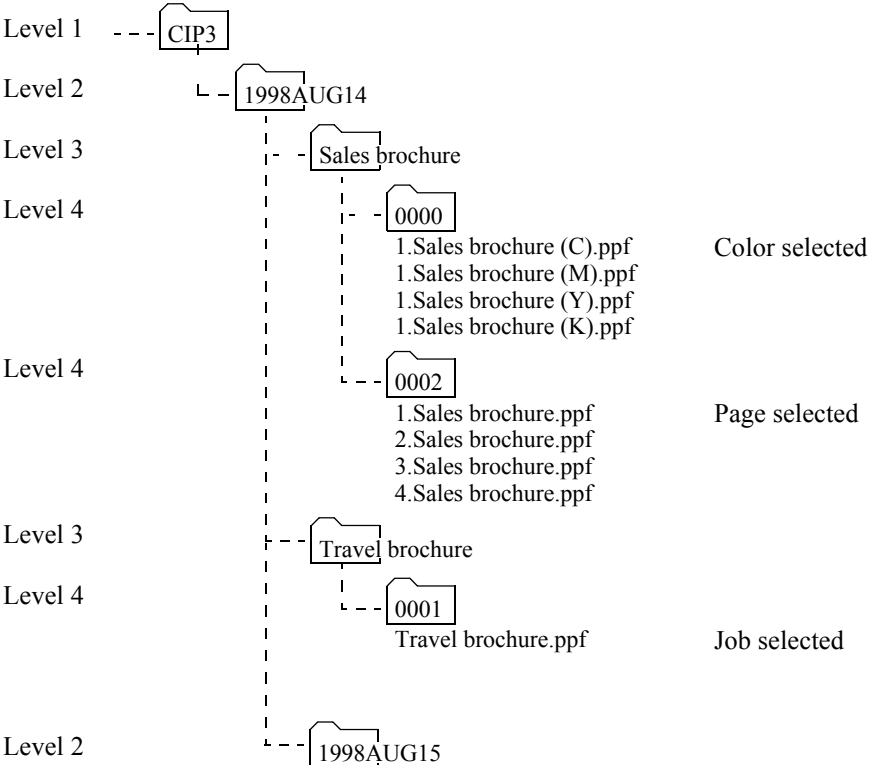 Level 1 CIP3
Level 2 1998AUG14
Level 3 Sales brochure
Level 4 0000
1.Sales brochure (C).ppf Color selected
1.Sales brochure (M).ppf
1.Sales brochure (Y).ppf
1.Sales brochure (K).ppf
Level 4 0002
1.Sales brochure.ppf Page selected
2.Sales brochure.ppf
3.Sales brochure.ppf
4.Sales brochure.ppf
Level 3 Travel brochure
Level 4 0001
Travel brochure.ppf Job selected
Level 2 1998AUG15